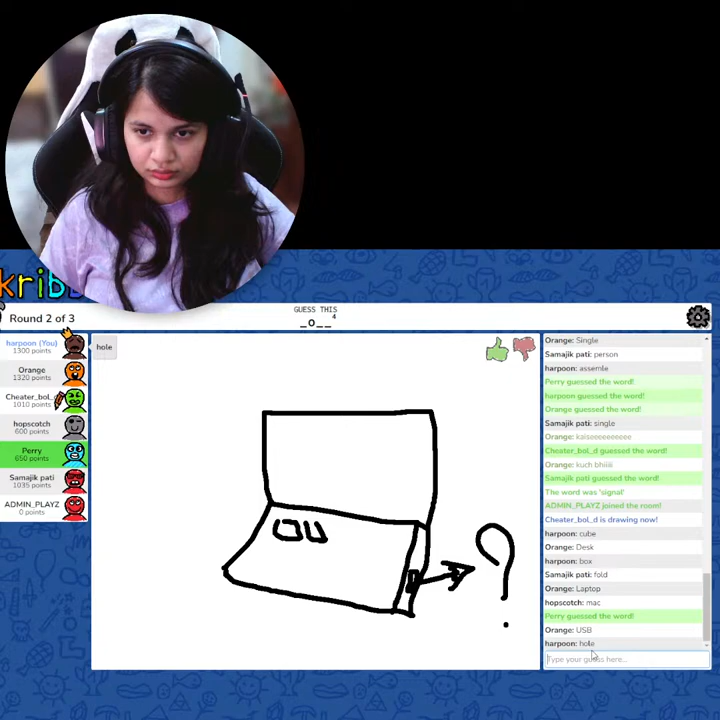 kribb
Round 2 of 3
GUESS THIS
_o__ 4
harpoon (You)
1300 points
hole
Orange
1320 points
Cheater_bol_
1010 points
hopscotch
600 points
Perry
650 points
Samajik pati
1035 points
ADMIN_PLAYZ
0 points
?
Orange: Single
Samajik pati: person
harpoon: assemle
Perry guessed the word!
harpoon guessed the word!
Orange guessed the word!
Samajik pati: single
Orange: kaiseeeeeeeeee
Cheater_bol_d guessed the word!
Orange: kuch bhiiii
Samajik pati guessed the word!
The word was 'signal'
ADMIN_PLAYZ joined the room!
Cheater_bol_d is drawing now!
harpoon: cube
Orange: Desk
harpoon: box
Samajik pati: fold
Orange: Laptop
hopscotch: mac
Perry guessed the word!
Orange: USB
harpoon: hole
Type your guess here...